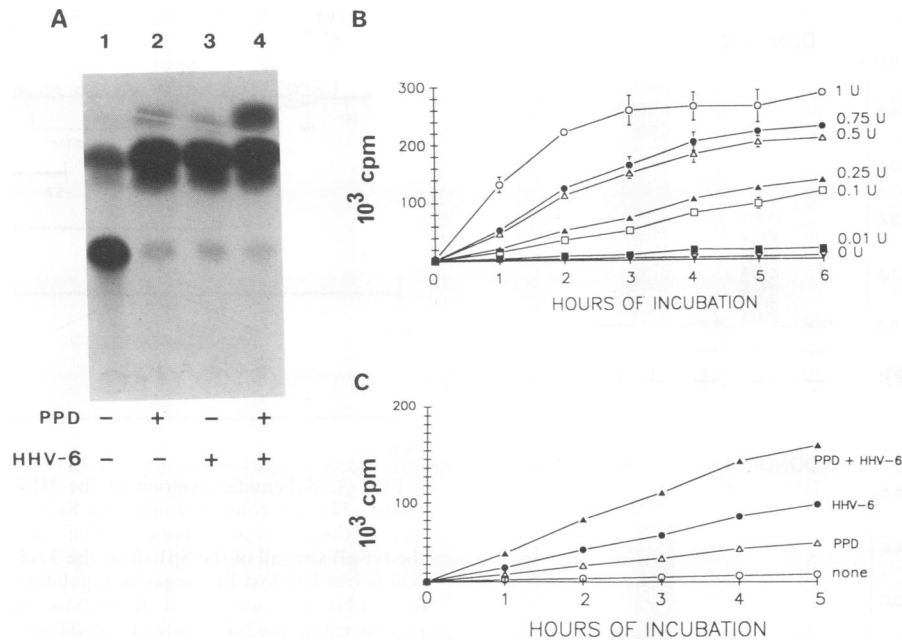 A
1 2 3 4
PPD − + − +
HHV-6 − − + +
B
300
200
100
10³ cpm
1 U
0.75 U
0.5 U
0.25 U
0.1 U
0.01 U
0 U
0 1 2 3 4 5 6
HOURS OF INCUBATION
C
200
100
0
10³ cpm
PPD + HHV-6
HHV-6
PPD
none
0 1 2 3 4 5
HOURS OF INCUBATION